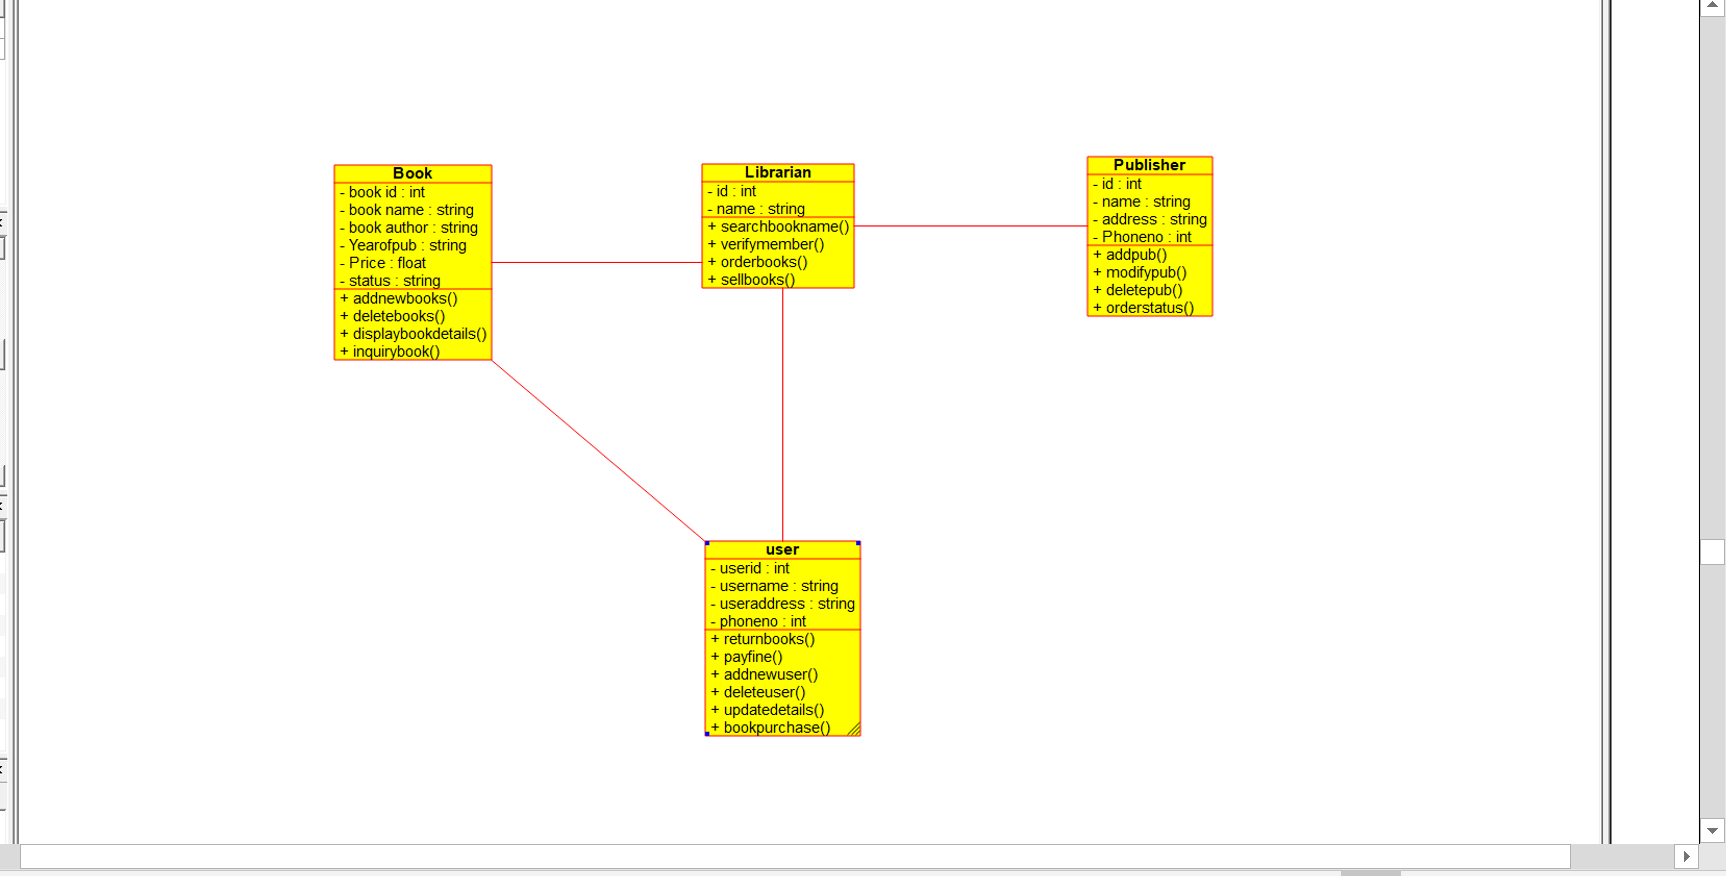 Book
- book id : int
- book name : string
- book author : string
- Yearofpub : string
- Price : float
- status : string
+ addnewbooks()
+ deletebooks()
+ displaybookdetails()
+ inquirybook()
Librarian
- id : int
- name : string
+ searchbookname()
+ verifymember()
+ orderbooks()
+ sellbooks()
Publisher
- id : int
- name : string
- address : string
- Phoneno : int
+ addpub()
+ modifypub()
+ deletepub()
+ orderstatus()
user
- userid : int
- username : string
- useraddress : string
- phoneno : int
+ returnbooks()
+ payfine()
+ addnewuser()
+ deleteuser()
+ updatedetails()
+ bookpurchase()